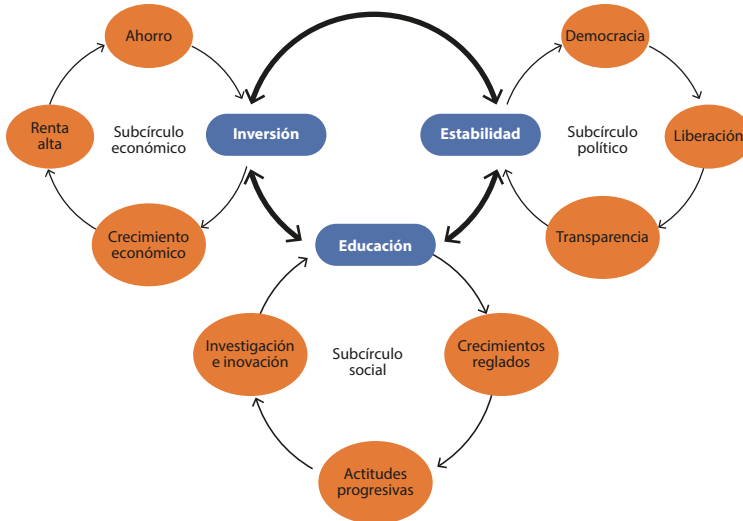 Ahorro
Renta
alta
Subcírculo
económico
Inversión
Crecimiento
económico
Democracia
Estabilidad
Subcírculo
político
Liberación
Transparencia
Educación
Investigación
e inovación
Subcírculo
social
Crecimientos
reglados
Actitudes
progresivas